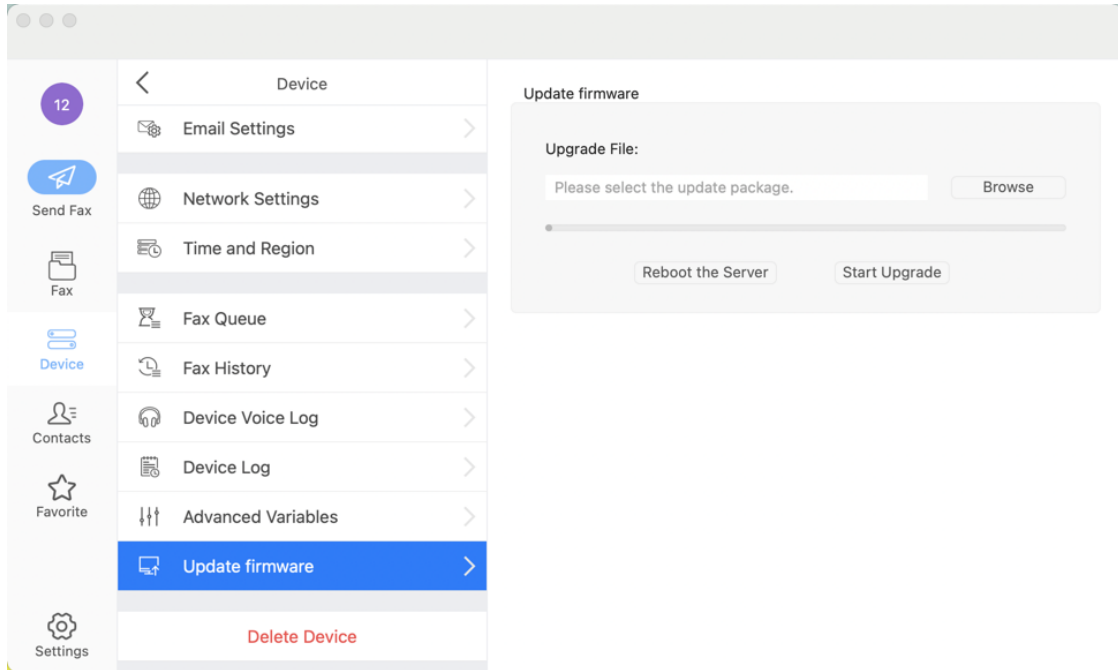 12
Send Fax
Fax
Device
Contacts
Favorite
Settings
Device
Email Settings
Network Settings
Time and Region
Fax Queue
Fax History
Device Voice Log
Device Log
Advanced Variables
Update firmware
Delete Device
Update firmware
Upgrade File:
Please select the update package.
Browse
Reboot the Server
Start Upgrade